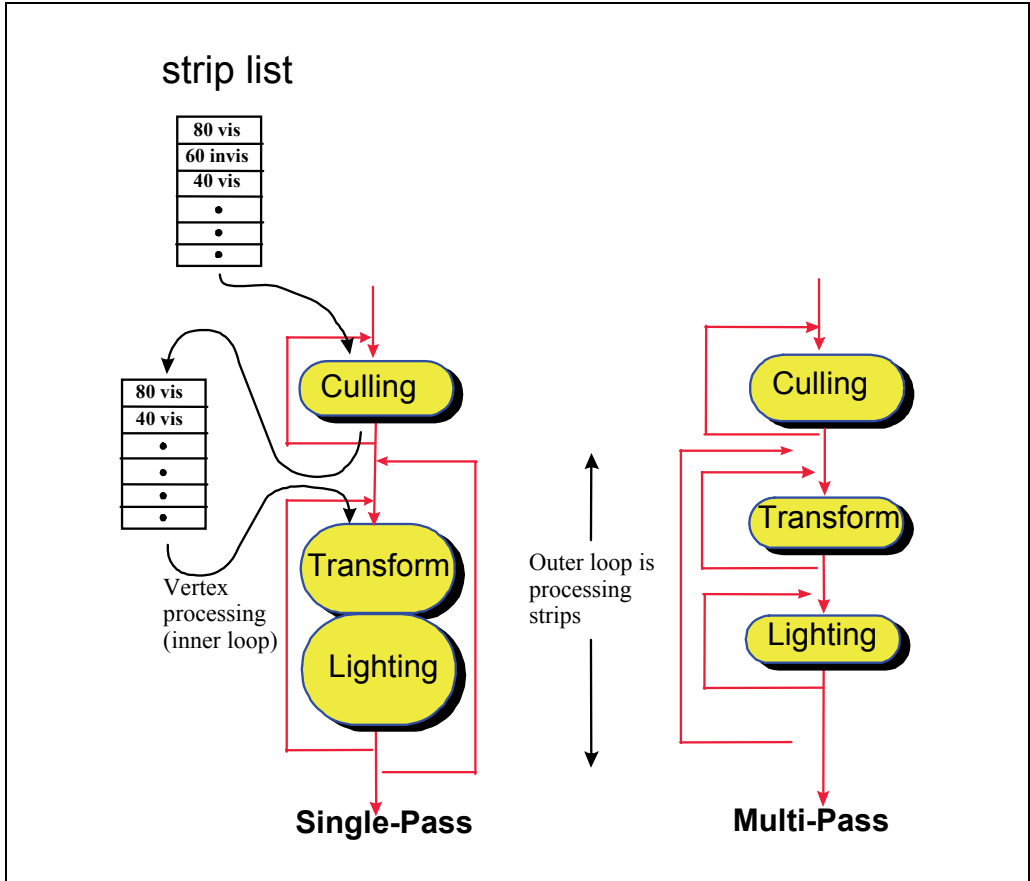 strip list
80 vis
60 invis
40 vis
Culling
80 vis
40 vis
Vertex
processing
(inner loop)
Transform
Lighting
Single-Pass
Outer loop is
processing
strips
Culling
Transform
Lighting
Multi-Pass